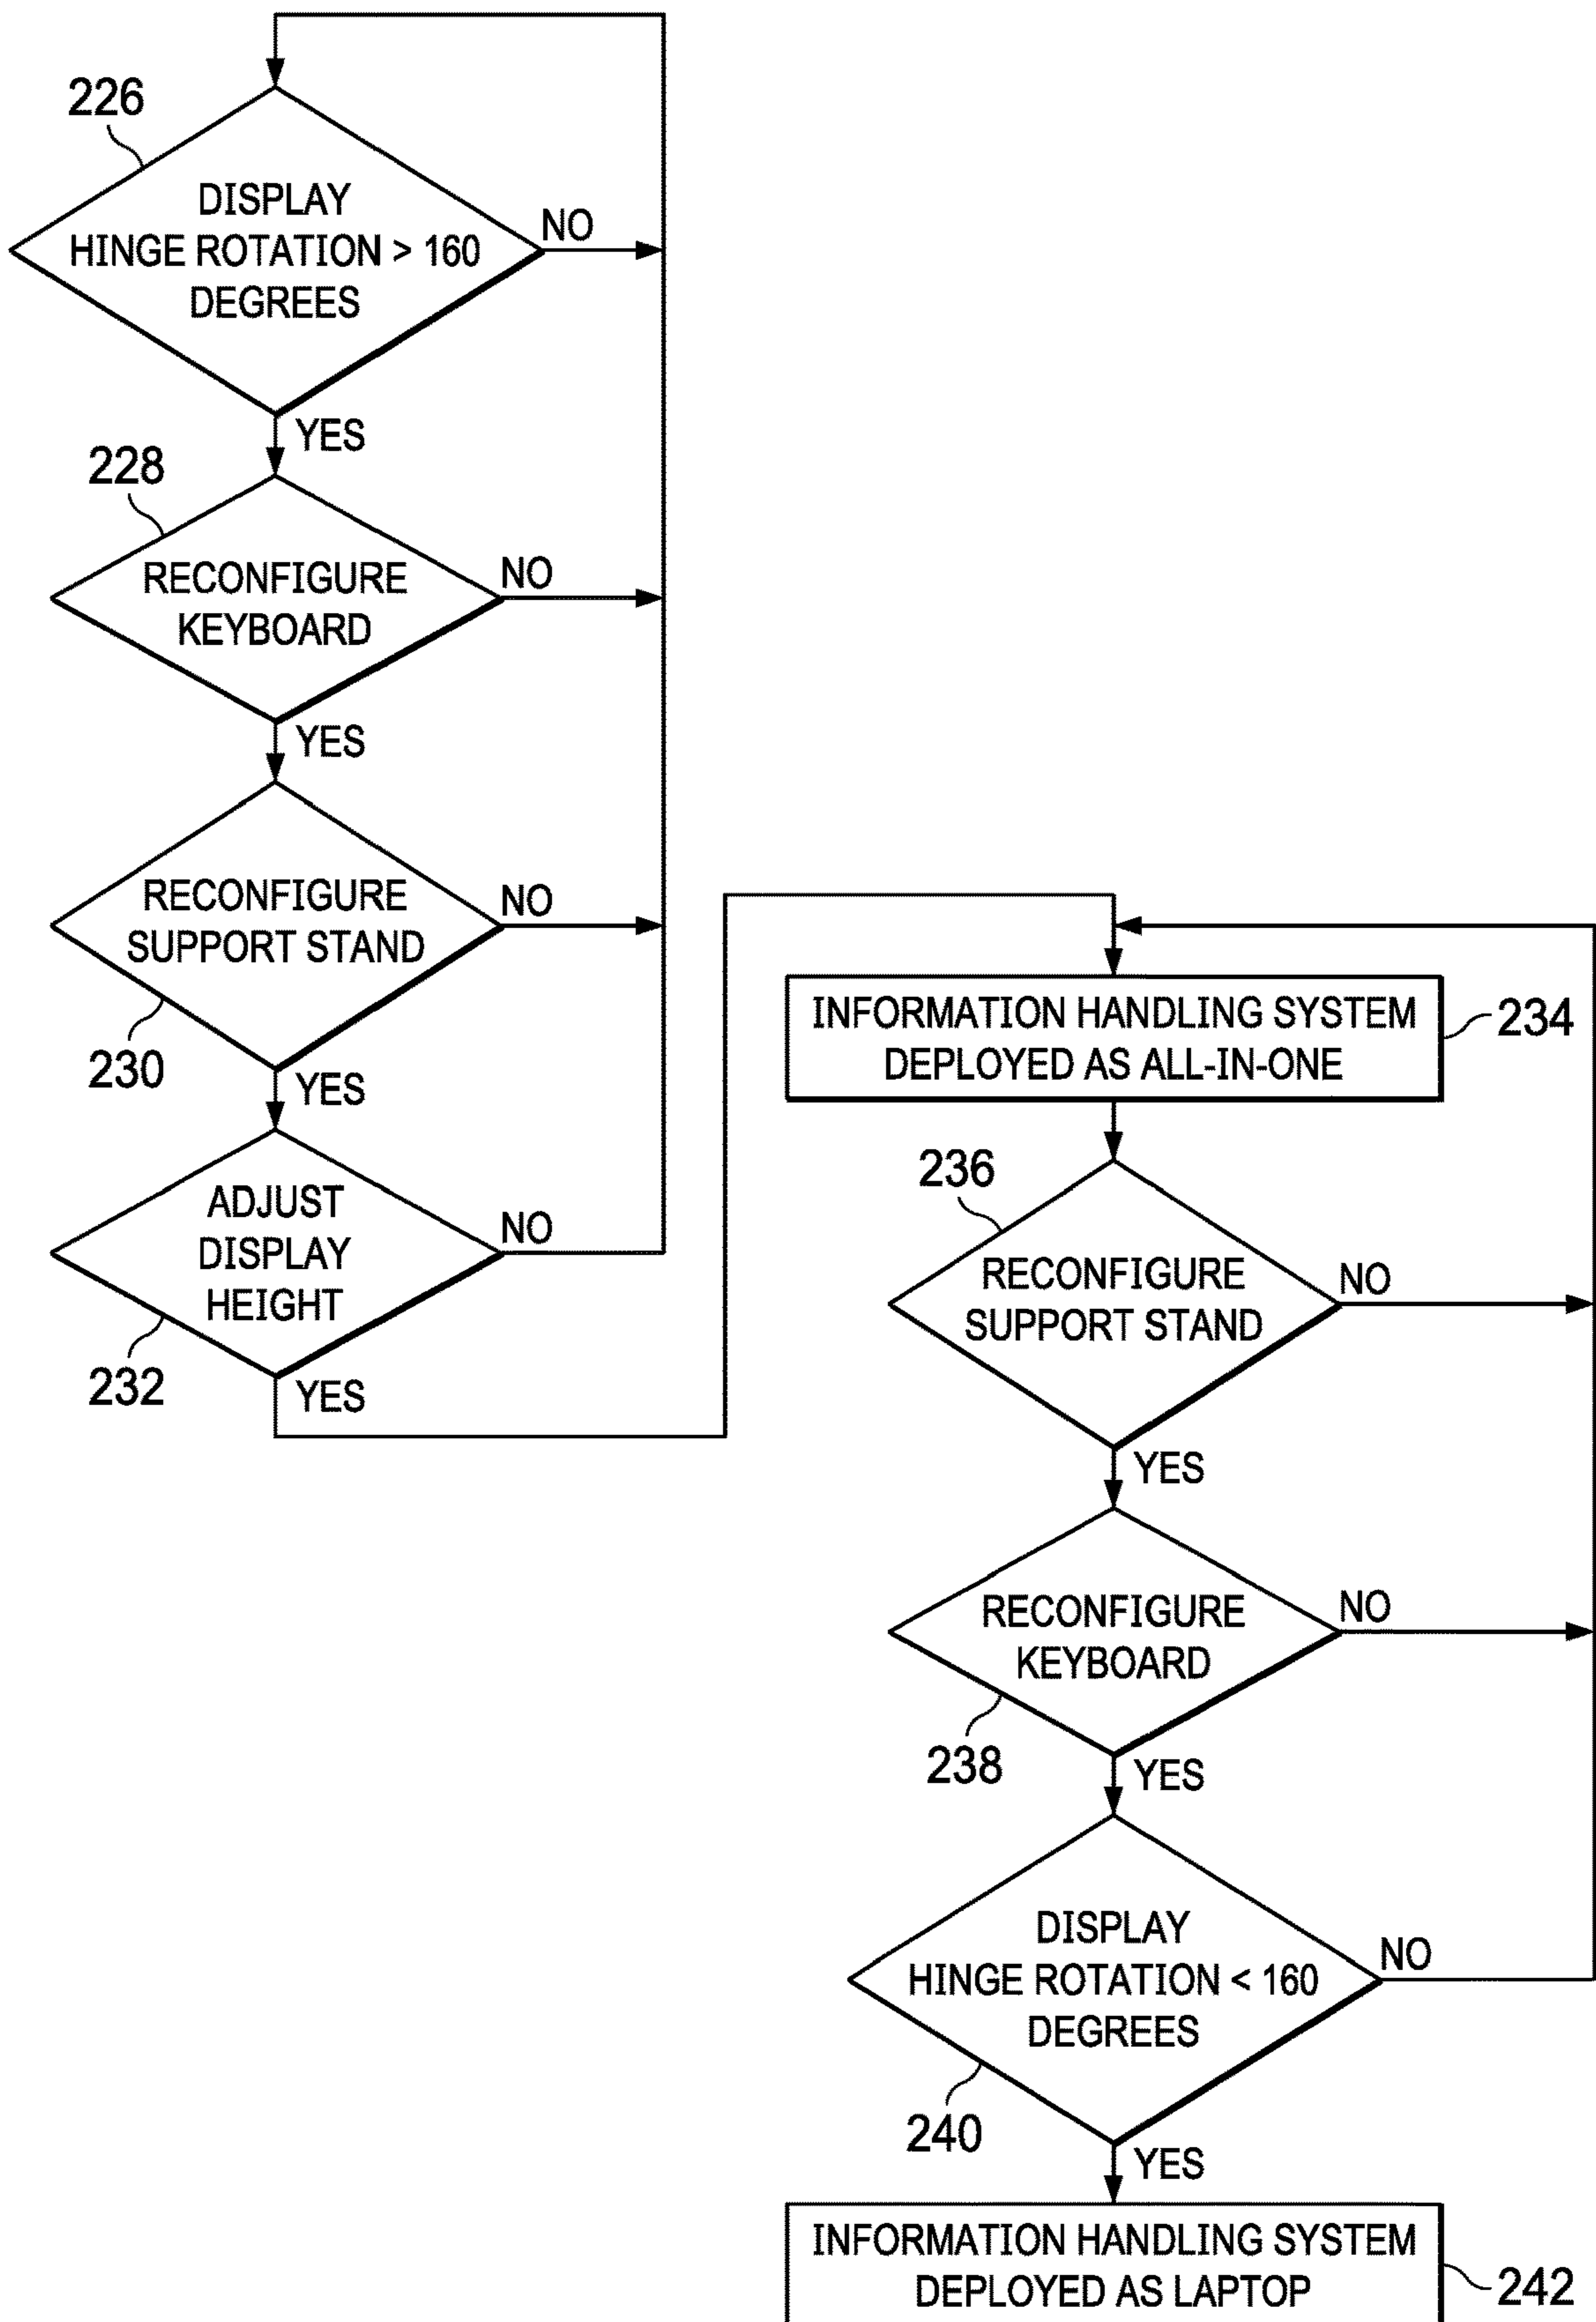 226
DISPLAY
HINGE ROTATION > 160
DEGREES
NO
YES
228
RECONFIGURE
KEYBOARD
NO
YES
RECONFIGURE
SUPPORT STAND
NO
230
YES
ADJUST
DISPLAY
HEIGHT
NO
232
YES
INFORMATION HANDLING SYSTEM
DEPLOYED AS ALL-IN-ONE
234
236
RECONFIGURE
SUPPORT STAND
NO
YES
RECONFIGURE
KEYBOARD
NO
238
YES
DISPLAY
HINGE ROTATION < 160
DEGREES
NO
240
YES
INFORMATION HANDLING SYSTEM
DEPLOYED AS LAPTOP
242